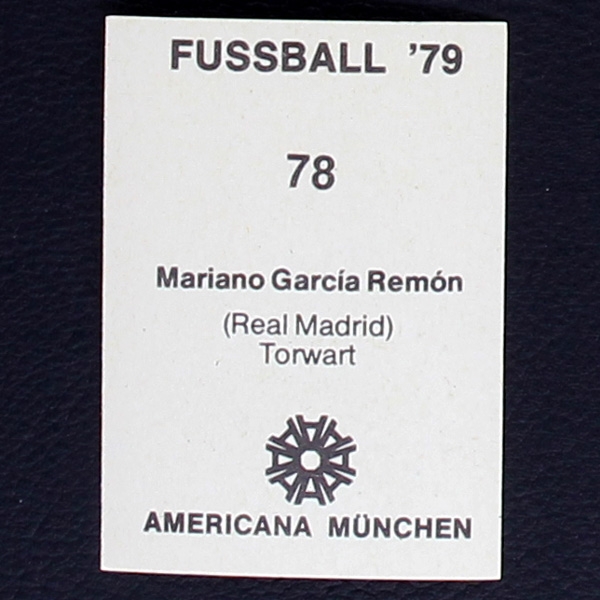 FUSSBALL ’79
78
Mariano García Remón
(Real Madrid)
Torwart
AMERICANA MÜNCHEN